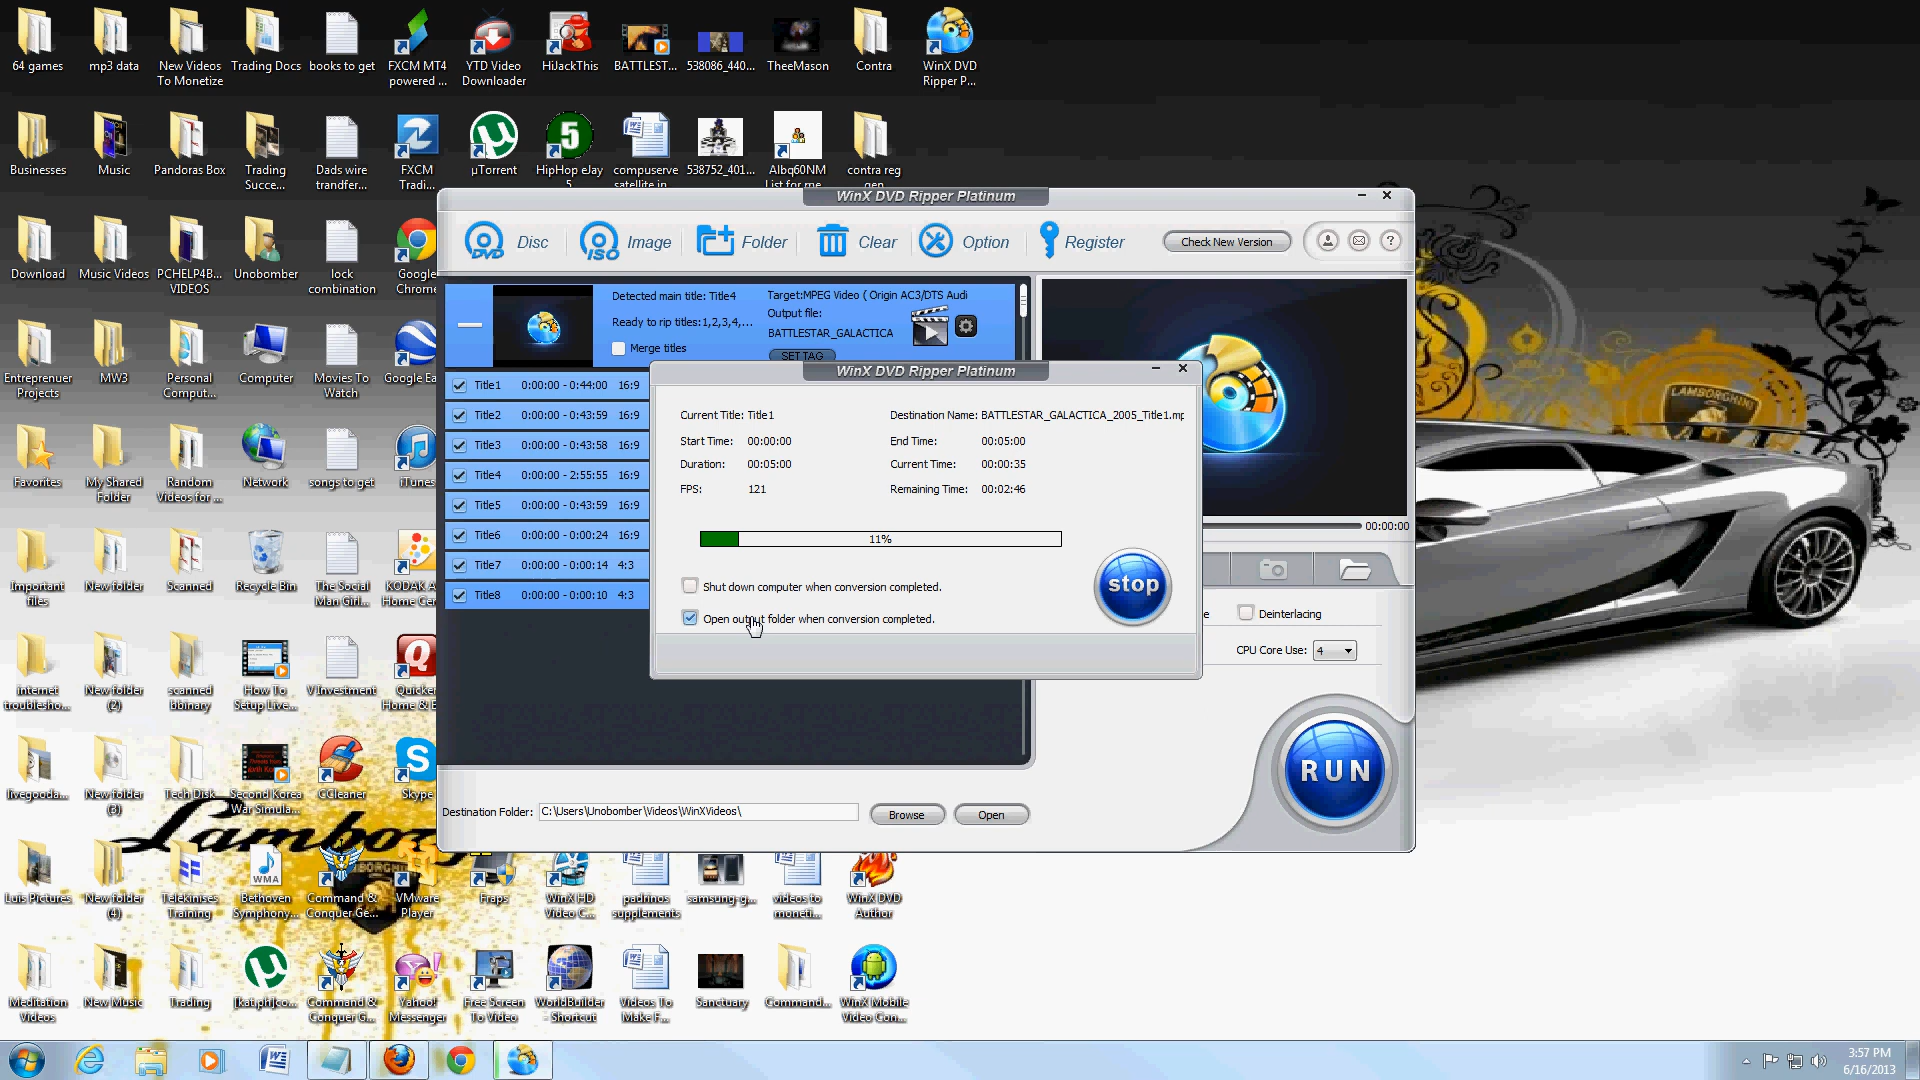 64 games
mp3 data
New Videos To Monetize
Trading Docs
books to get
FXCM MT4 powered ...
YTD Video Downloader
HiJackThis
BATTLEST...
538086_440...
TheeMason
Contra
WinX DVD Ripper P...
Businesses
Music
Pandoras Box
Trading Succe...
Dads wire transfer...
FXCM Tradi...
µTorrent
HipHop eJay 5
compuserve satellite in
538752_401...
Albq60NM List for me
contra reg gen
Download
Music Videos
PCHELP4B... VIDEOS
Unobomber
lock combination
Google Chrome
Entreprenuer Projects
MW3
Personal Comput...
Computer
Movies To Watch
Google Ea
Favorites
My Shared Folder
Random Videos for ...
Network
songs to get
iTunes
Important files
New folder
Scanned
Recycle Bin
The Social Man Girl...
KODAK A Home Cen
internet troublesho...
New folder (2)
scanned bbinary
How To Setup Live...
VInvestment
Quicken Home & B
livegooda...
New folder (3)
Tech Disk
Second Korea War Simula...
CCleaner
Skype
Luis Pictures
New folder (4)
Telekinises Training
Bethoven Symphony...
Command & Conquer Ge...
VMware Player
Fraps
WinX HD Video C...
padrinos supplements
samsung-g...
videos to moneti...
WinX DVD Author
Meditation Videos
New Music
Trading
[kat.ph]co...
Command & Conquer G...
Yahoo! Messenger
Free Screen To Video
WorldBuilder - Shortcut
Videos To Make F...
Sanctuary
Command...
WinX Mobile Video Con...
WinX DVD Ripper Platinum
DVD Disc
ISO Image
Folder
Clear
Option
Register
Check New Version
?
Detected main title: Title4
Ready to rip titles:1,2,3,4,...
Merge titles
Target:MPEG Video ( Origin AC3/DTS Audi
Output file:
BATTLESTAR_GALACTICA
SET TAG
Title1 0:00:00 - 0:44:00 16:9
Title2 0:00:00 - 0:43:59 16:9
Title3 0:00:00 - 0:43:58 16:9
Title4 0:00:00 - 2:55:55 16:9
Title5 0:00:00 - 0:43:59 16:9
Title6 0:00:00 - 0:00:24 16:9
Title7 0:00:00 - 0:00:14 4:3
Title8 0:00:00 - 0:00:10 4:3
WinX DVD Ripper Platinum
Current Title: Title1
Destination Name: BATTLESTAR_GALACTICA_2005_Title1.mp
Start Time: 00:00:00
End Time: 00:05:00
Duration: 00:05:00
Current Time: 00:00:35
FPS: 121
Remaining Time: 00:02:46
11%
Shut down computer when conversion completed.
Open output folder when conversion completed.
stop
00:00:00
e
Deinterlacing
CPU Core Use: 4
RUN
Destination Folder: C:\Users\Unobomber\Videos\WinXVideos\
Browse
Open
LAMBORGHINI
Lamborg
3:57 PM
6/16/2013